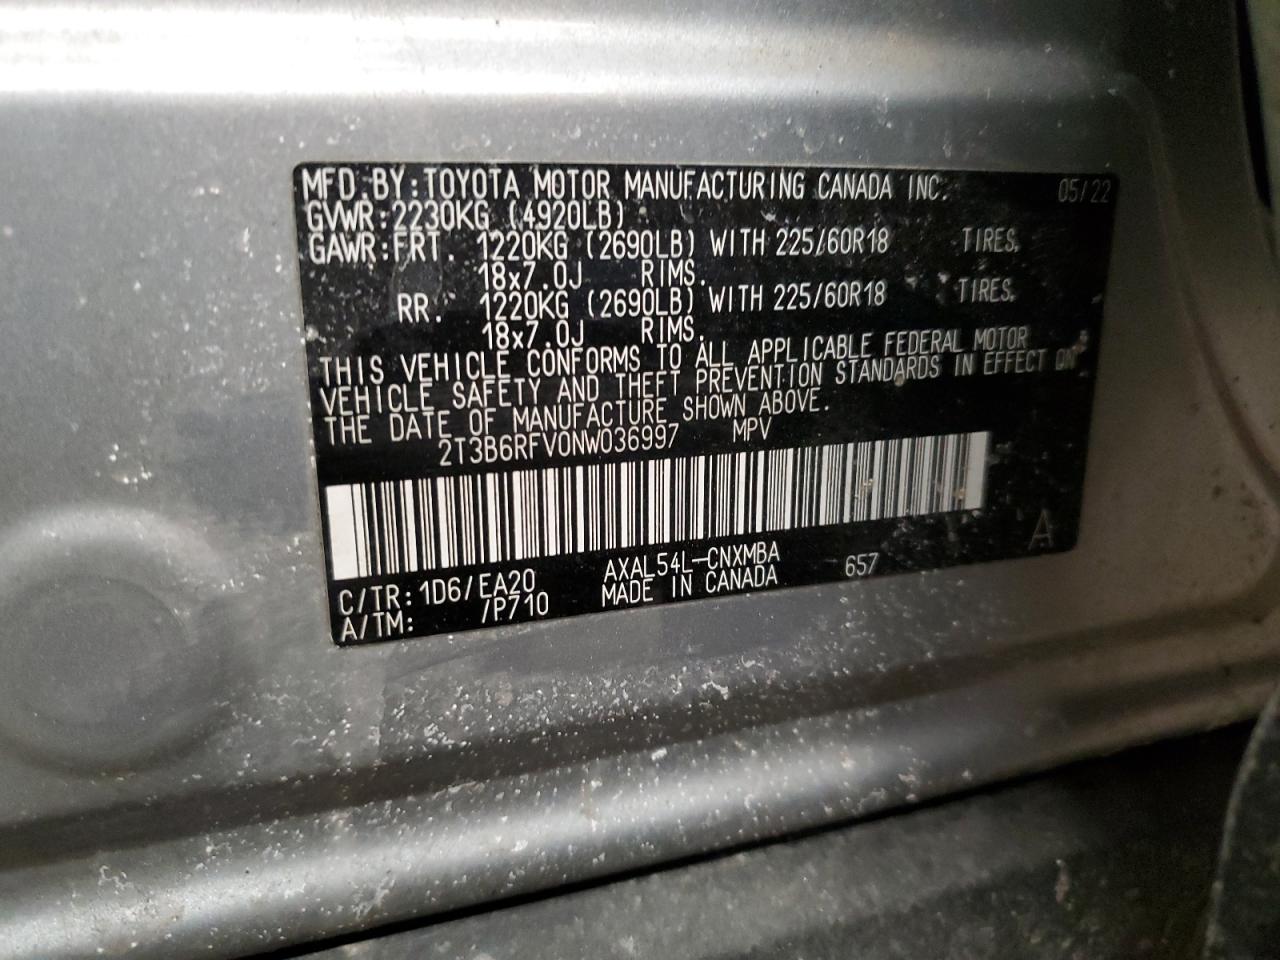 MFD.BY:TOYOTA MOTOR MANUFACTURING CANADA INC. 05/22
GVWR:2230KG (4920LB)
GAWR:FRT. 1220KG (2690LB) WITH 225/60R18 TIRES,
18x7.0J RIMS.
RR. 1220KG (2690LB) WITH 225/60R18 TIRES,
18x7.0J RIMS.
THIS VEHICLE CONFORMS TO ALL APPLICABLE FEDERAL MOTOR
VEHICLE SAFETY AND THEFT PREVENTION STANDARDS IN EFFECT ON
THE DATE OF MANUFACTURE SHOWN ABOVE.
2T3B6RFV0NW036997 MPV
A
C/TR:1D6/EA20 AXAL54L-CNXMBA 657
A/TM: /P710 MADE IN CANADA